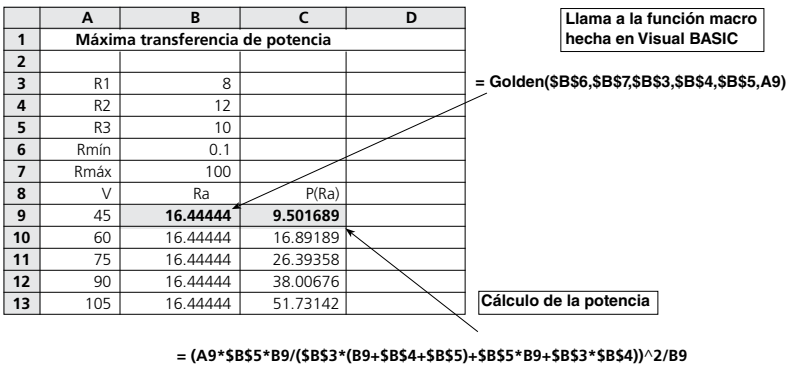 A B C D
1 Máxima transferencia de potencia
2
3 R1 8
4 R2 12
5 R3 10
6 Rmín 0.1
7 Rmáx 100
8 V Ra P(Ra)
9 45 16.44444 9.501689
10 60 16.44444 16.89189
11 75 16.44444 26.39358
12 90 16.44444 38.00676
13 105 16.44444 51.73142
Llama a la función macro
hecha en Visual BASIC
= Golden($B$6,$B$7,$B$3,$B$4,$B$5,A9)
Cálculo de la potencia
= (A9*$B$5*B9/($B$3*(B9+$B$4+$B$5)+$B$5*B9+$B$3*$B$4))^2/B9